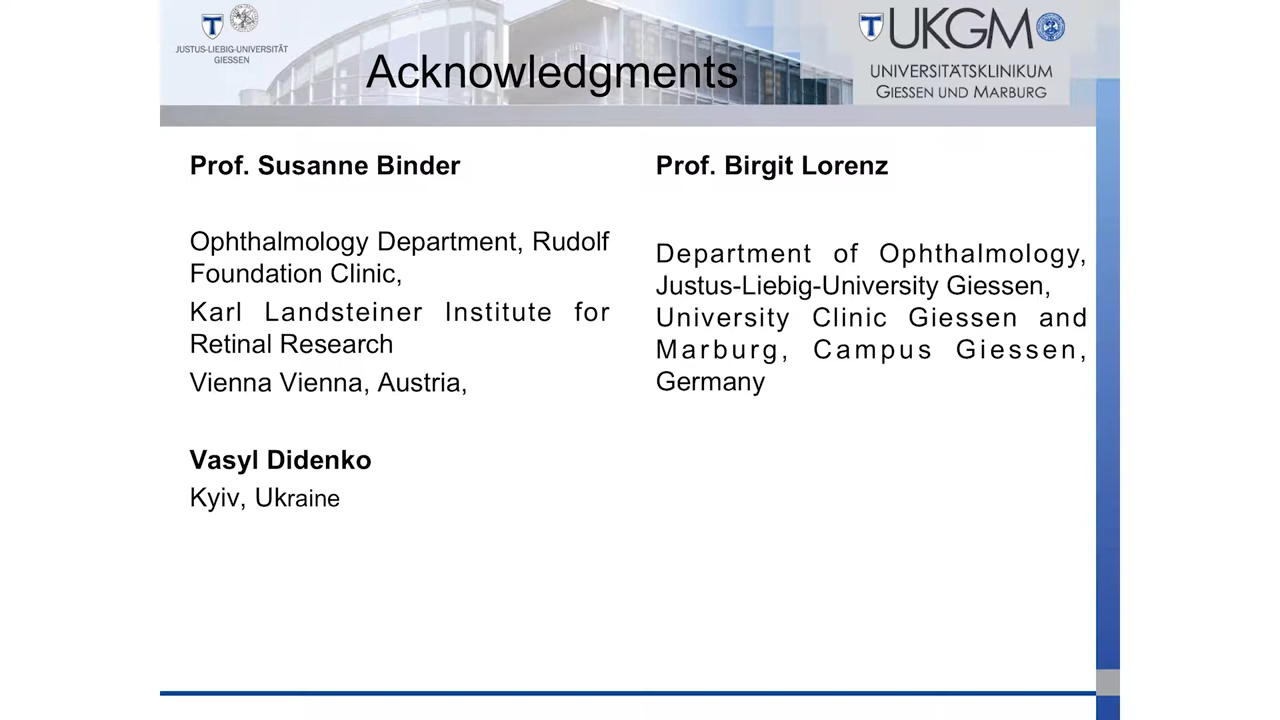 JUSTUS-LIEBIG-UNIVERSITÄT
GIESSEN
Acknowledgments
UKGM
UNIVERSITÄTSKLINIKUM
GIESSEN UND MARBURG
Prof. Susanne Binder
Ophthalmology Department, Rudolf
Foundation Clinic,
Karl Landsteiner Institute for
Retinal Research
Vienna Vienna, Austria,
Vasyl Didenko
Kyiv, Ukraine
Prof. Birgit Lorenz
Department of Ophthalmology,
Justus-Liebig-University Giessen,
University Clinic Giessen and
Marburg, Campus Giessen,
Germany